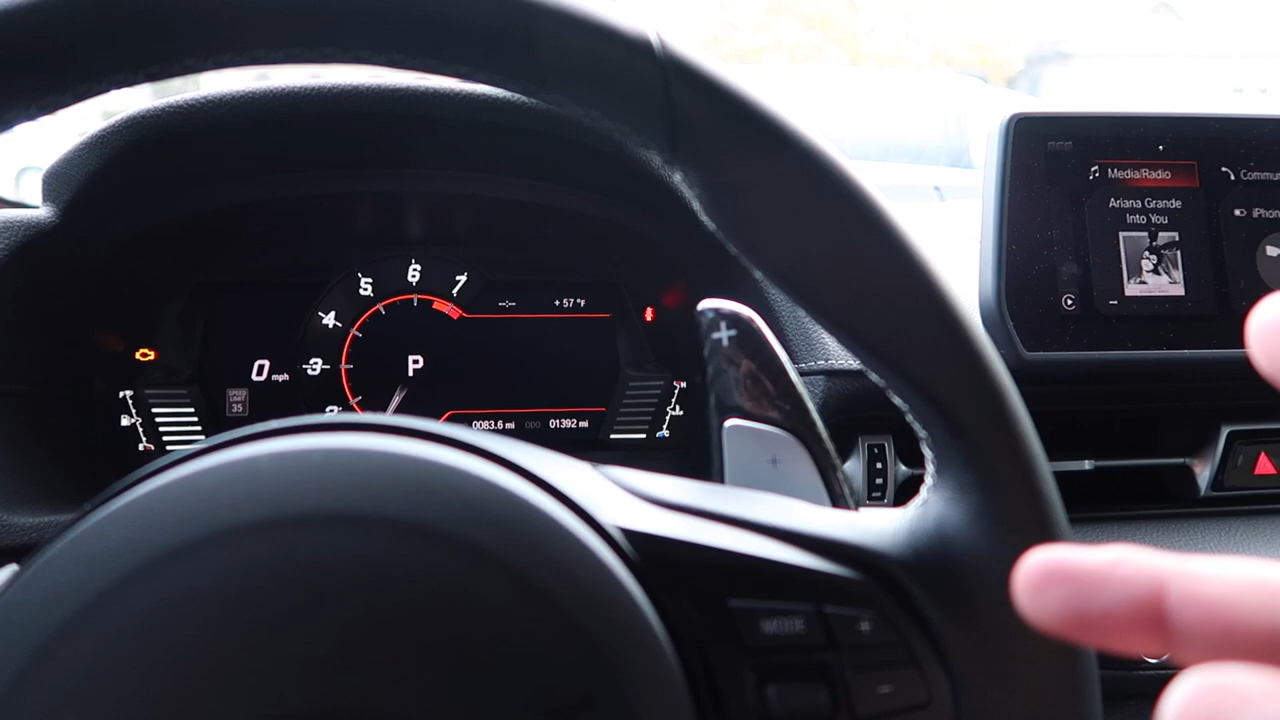 5 6 7
4
3
--:-- +57 °F
P
0 mph
SPEED
LIMIT
35
0083.6 mi ODO 01392 mi
F
H
C
Media/Radio
Ariana Grande
Into You
MODE
+
-